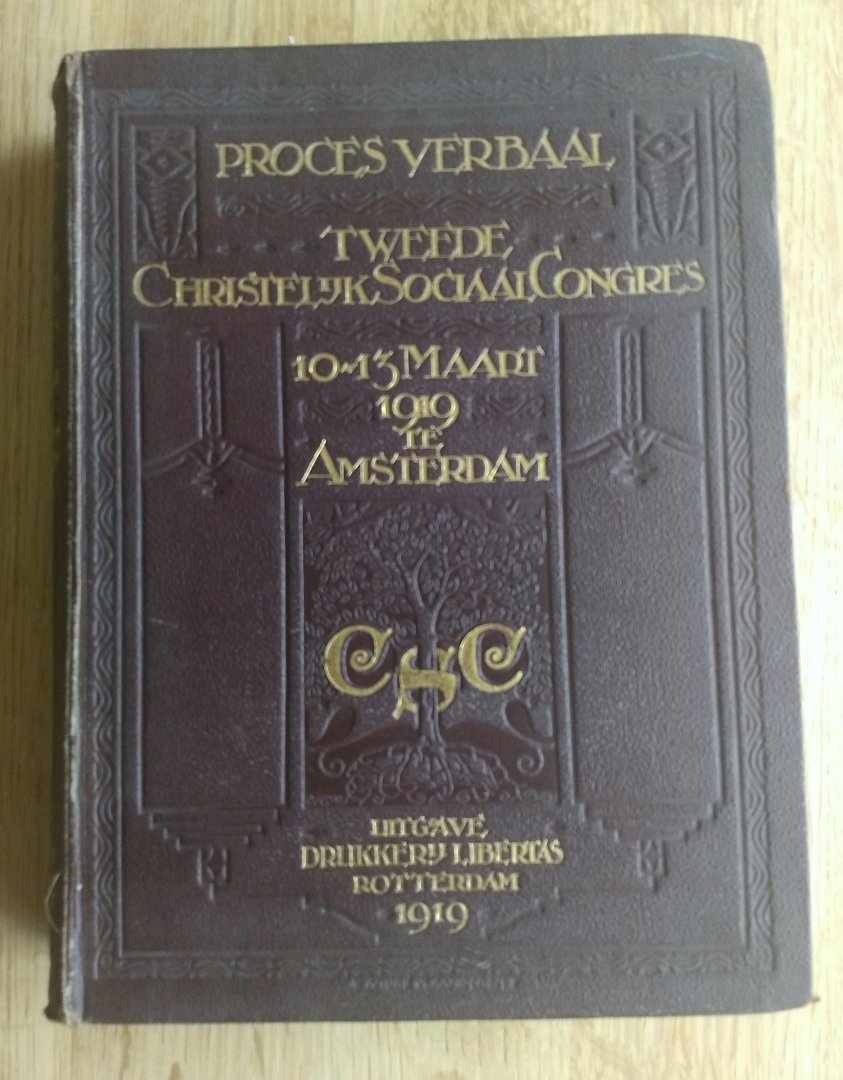 PROCES VERBAAL
TWEEDE
CHRISTELIJK SOCIAAL CONGRES
10-13 MAART
1919
TE
AMSTERDAM
CSC
UITGAVE
DRUKKERIJ LIBERTAS
ROTTERDAM
1919